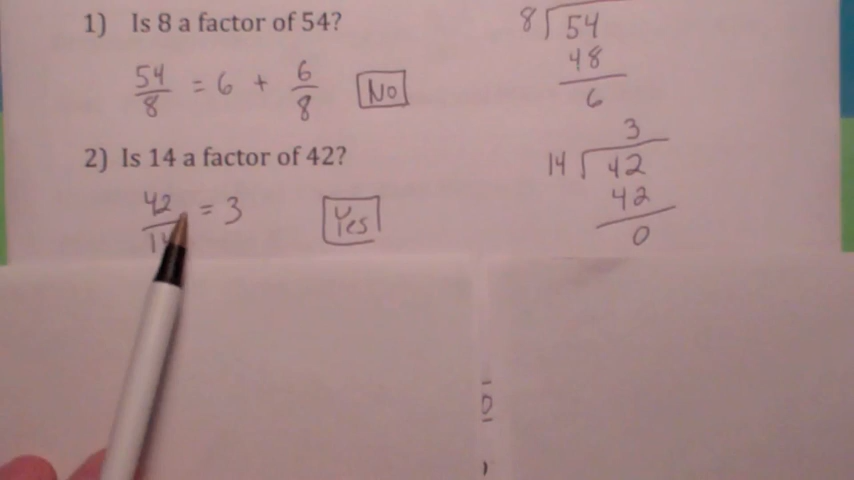 1) Is 8 a factor of 54?
54/8 = 6 + 6/8 No
8)54
48
6
2) Is 14 a factor of 42?
42/14 = 3 Yes
3
14)42
42
0